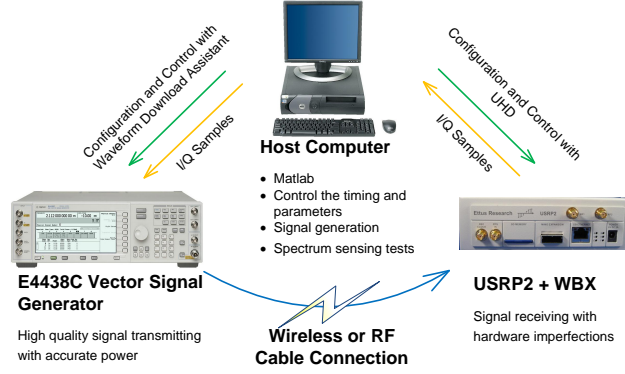 Configuration and Control with
Waveform Download Assistant
I/Q Samples
Configuration and Control with
UHD
I/Q Samples
Host Computer
• Matlab
• Control the timing and
parameters
• Signal generation
• Spectrum sensing tests
Ettus Research
USRP2
E4438C Vector Signal
Generator
High quality signal transmitting
with accurate power
Wireless or RF
Cable Connection
USRP2 + WBX
Signal receiving with
hardware imperfections